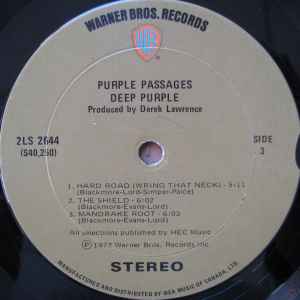 WARNER BROS. RECORDS
PURPLE PASSAGES
DEEP PURPLE
Produced by Derek Lawrence
2LS 2644
(S40,250)
SIDE
3
1. HARD ROAD (WRING THAT NECK) - 5:11
(Blackmore-Lord-Simper-Paice)
2. THE SHIELD - 6:02
(Blackmore-Evans-Lord)
3. MANDRAKE ROOT - 6:03
(Blackmore-Evans-Lord)
All selections published by HEC Music
℗ 1977 Warner Bros. Records Inc.
STEREO
MANUFACTURED AND DISTRIBUTED BY WEA MUSIC OF CANADA, LTD.